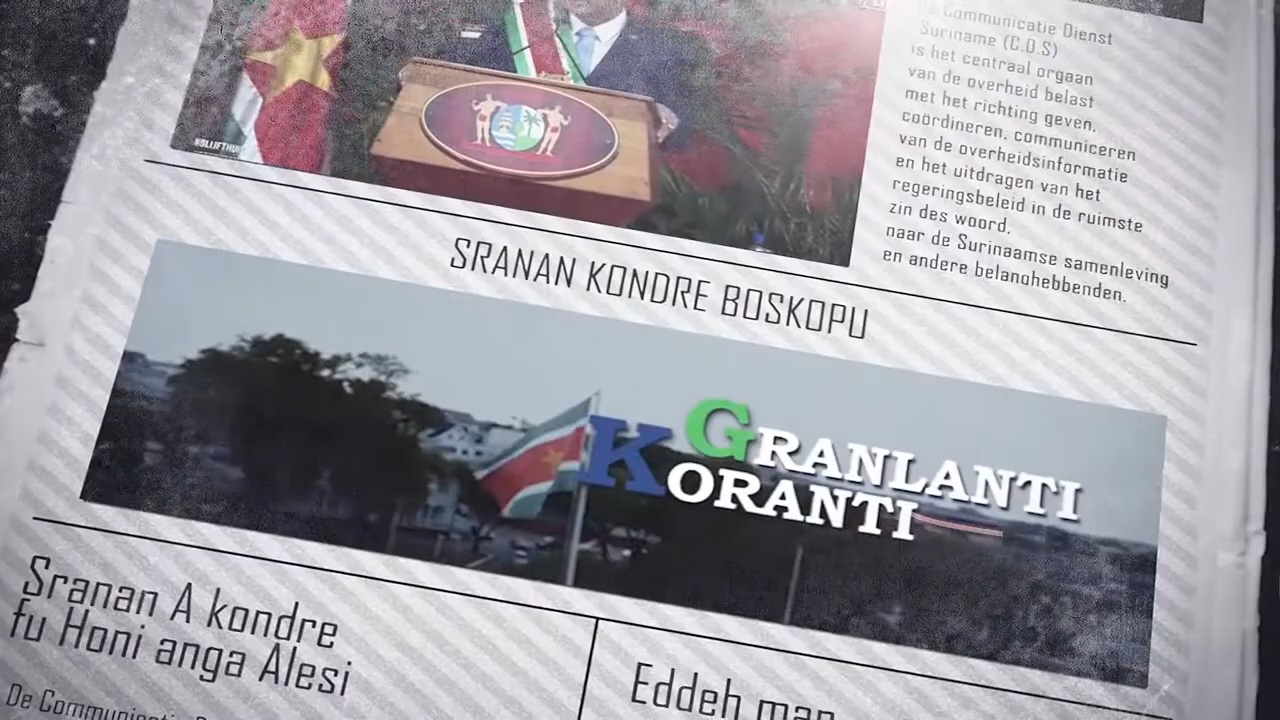 Communicatie Dienst
Suriname (C.D.S)
is het centraal orgaan
van de overheid belast
met het richting geven,
coördineren, communiceren
van de overheidsinformatie
en het uitdragen van het
regeringsbeleid in de ruimste
zin des woord,
naar de Surinaamse samenleving
en andere belanghebbenden.
SRANAN KONDRE BOSKOPU
GRANLANTI
KORANTI
Sranan A kondre
fu Honi anga Alesi
De
Eddeh man